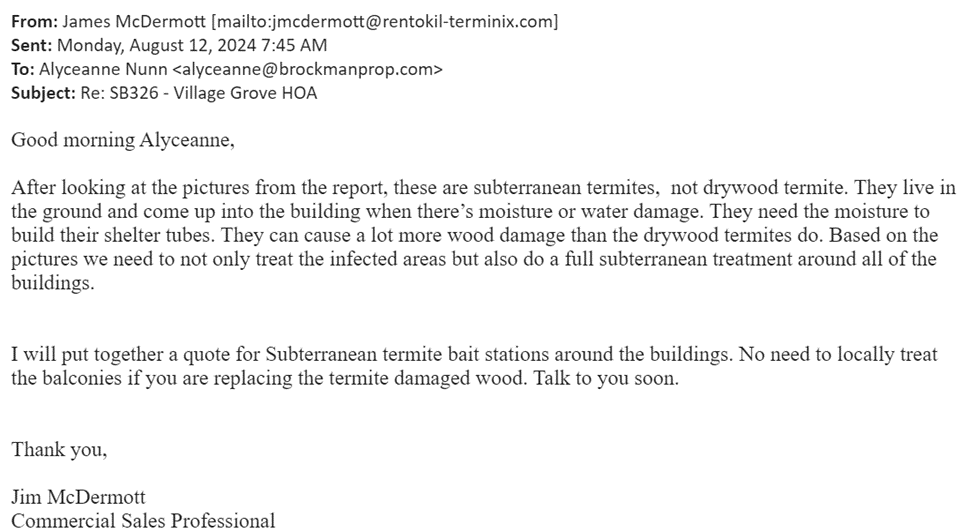 From: James McDermott [mailto:jmcdermott@rentokil-terminix.com]
Sent: Monday, August 12, 2024 7:45 AM
To: Alyceanne Nunn <alyceanne@brockmanprop.com>
Subject: Re: SB326 - Village Grove HOA
Good morning Alyceanne,
After looking at the pictures from the report, these are subterranean termites,  not drywood termite. They live in
the ground and come up into the building when there’s moisture or water damage. They need the moisture to
build their shelter tubes. They can cause a lot more wood damage than the drywood termites do. Based on the
pictures we need to not only treat the infected areas but also do a full subterranean treatment around all of the
buildings.
I will put together a quote for Subterranean termite bait stations around the buildings. No need to locally treat
the balconies if you are replacing the termite damaged wood. Talk to you soon.
Thank you,
Jim McDermott
Commercial Sales Professional